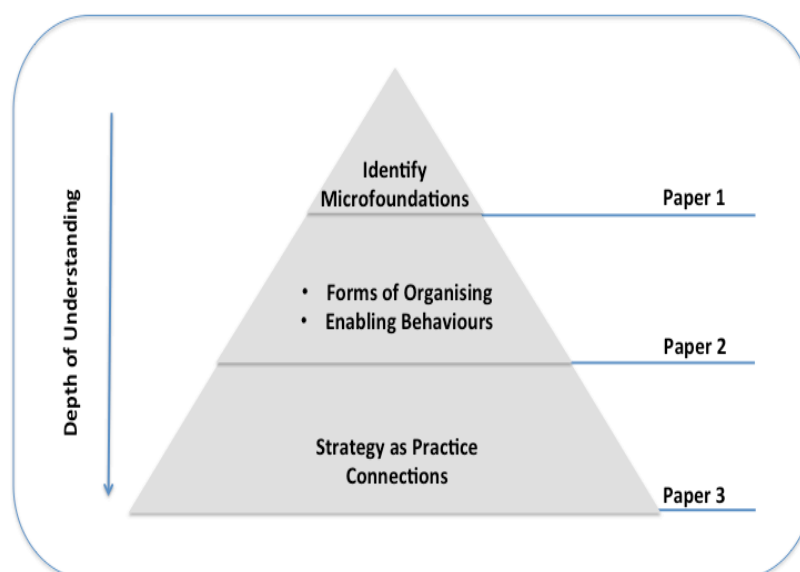 Identify
Microfoundations
Paper 1
• Forms of Organising
• Enabling Behaviours
Paper 2
Strategy as Practice
Connections
Paper 3
Depth of Understanding